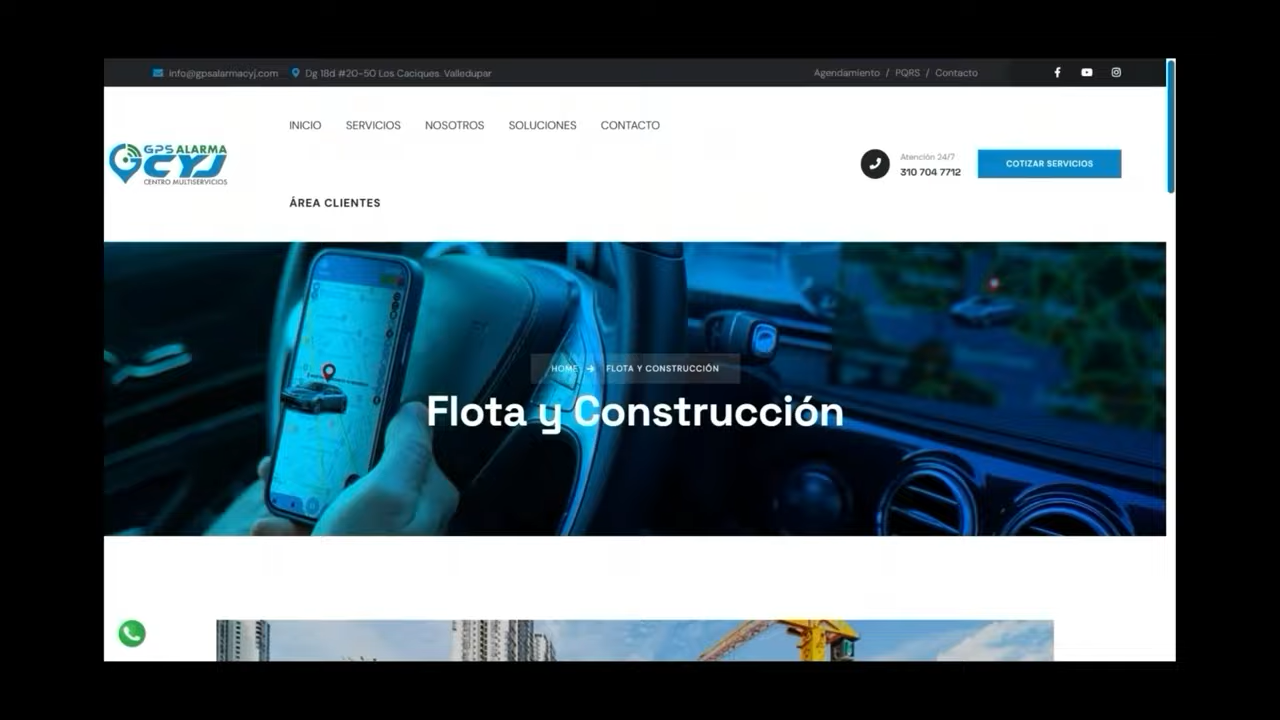 info@gpsalarmacyj.com Dg 18d #20-50 Los Caciques. Valledupar
Agendamiento / PQRS / Contacto
INICIO SERVICIOS NOSOTROS SOLUCIONES CONTACTO
GPS ALARMA
CYJ
CENTRO MULTISERVICIOS
Atención 24/7
310 704 7712
COTIZAR SERVICIOS
ÁREA CLIENTES
HOME → FLOTA Y CONSTRUCCIÓN
Flota y Construcción